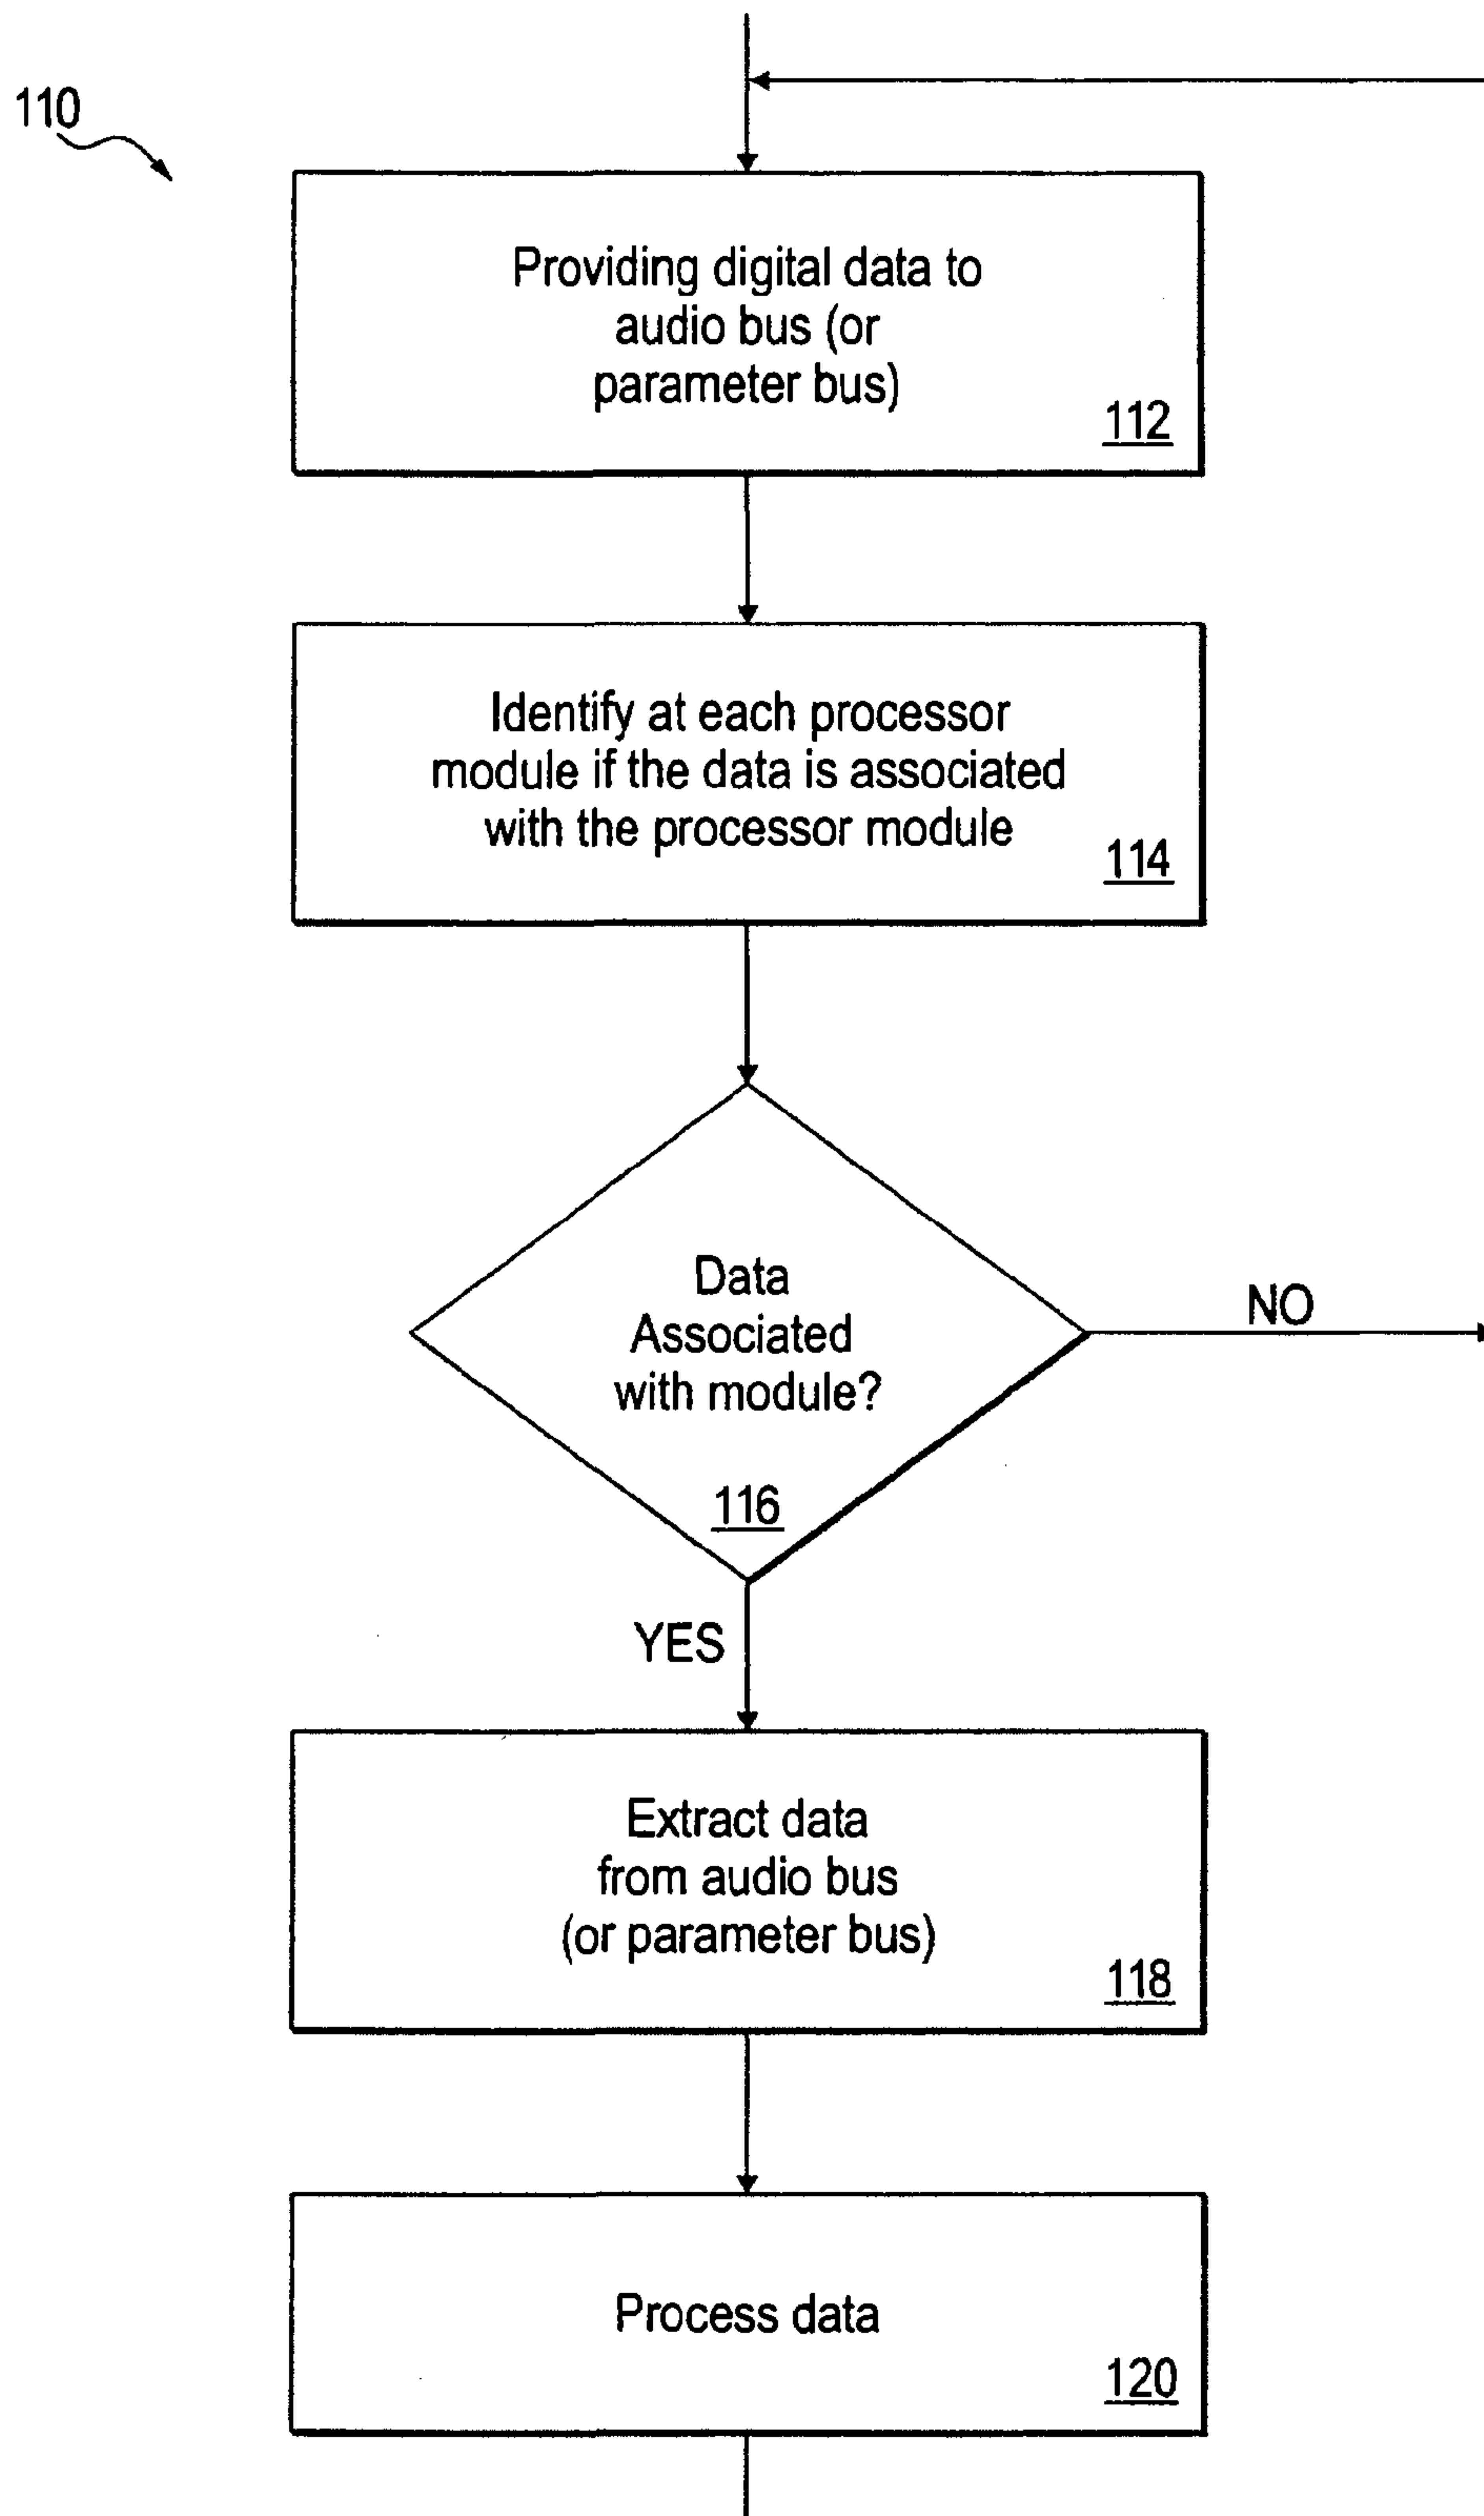 110
Providing digital data to
audio bus (or
parameter bus)
112
Identify at each processor
module if the data is associated
with the processor module
114
Data
Associated
with module?
116
NO
YES
Extract data
from audio bus
(or parameter bus)
118
Process data
120